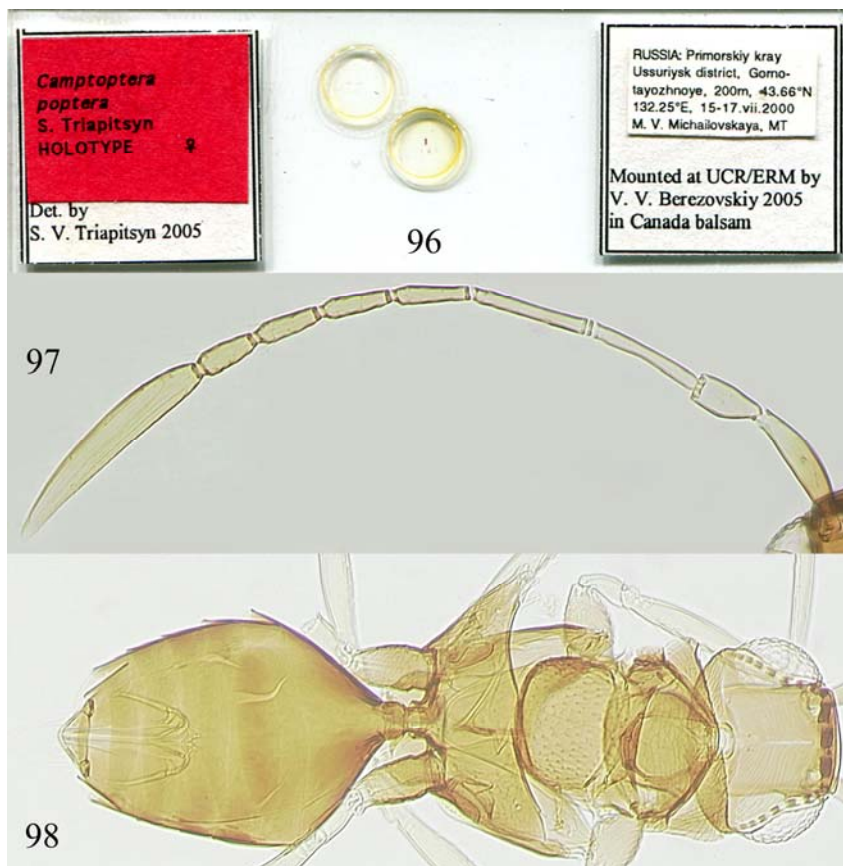 Camptoptera
poptera
S. Triapitsyn
HOLOTYPE ♀
Det. by
S. V. Triapitsyn 2005
96
RUSSIA: Primorskiy kray
Ussuriysk district, Gorno-
tayozhnoye, 200m, 43.66°N
132.25°E, 15-17.vii.2000
M. V. Michailovskaya, MT
Mounted at UCR/ERM by
V. V. Berezovskiy 2005
in Canada balsam
97
98